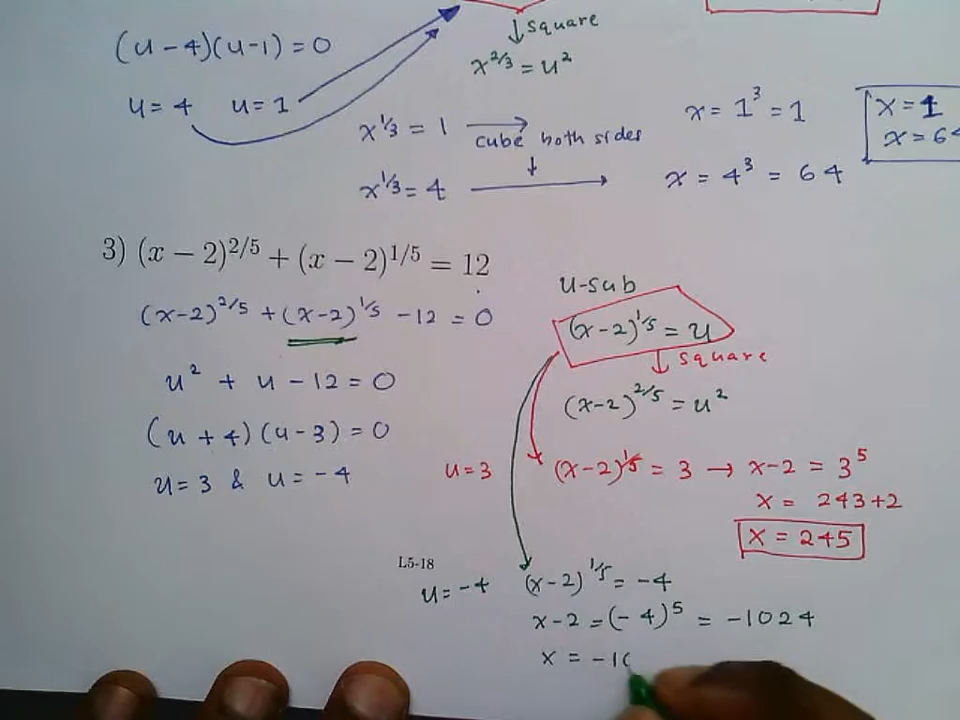 (u-4)(u-1)=0
↓square
x^{2/3} = u^2
u=4 u=1
x^{1/3} = 1 → x = 1^3 = 1
cube both sides
x^{1/3} = 4 → x = 4^3 = 64
x=1
x=64
3) (x − 2)^{2/5} + (x − 2)^{1/5} = 12
(x-2)^{2/5} + (x-2)^{1/5} -12 = 0
u-sub
(x-2)^{1/5} = u
↓square
(x-2)^{2/5} = u^2
u^2 + u -12 = 0
(u+4)(u-3)=0
u=3 & u=-4
u=3 (x-2)^{1/5} = 3 → x-2 = 3^5
x = 243+2
x = 245
L5-18
u=-4 (x-2)^{1/5} = -4
x-2 = (-4)^5 = -1024
x = -10